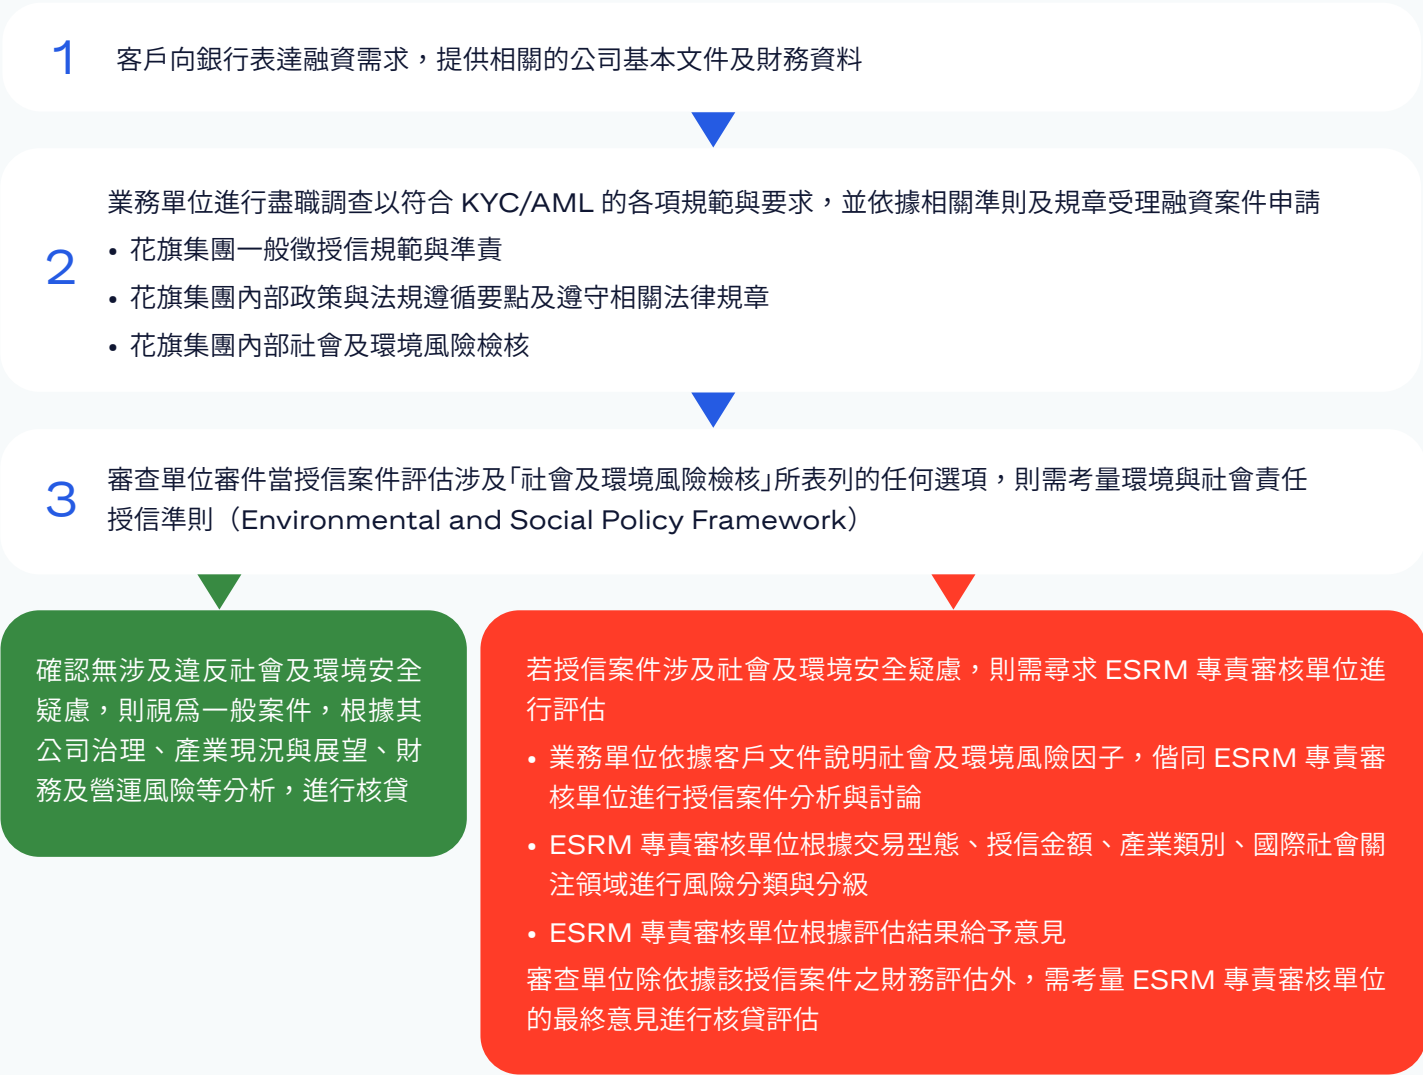 1
客戶向銀行表達融資需求，提供相關的公司基本文件及財務資料
2
業務單位進行盡職調查以符合 KYC/AML 的各項規範與要求，並依據相關準則及規章受理融資案件申請
• 花旗集團一般徵授信規範與準責
• 花旗集團內部政策與法規遵循要點及遵守相關法律規章
• 花旗集團內部社會及環境風險檢核
3
審查單位審件當授信案件評估涉及「社會及環境風險檢核」所表列的任何選項，則需考量環境與社會責任
授信準則（Environmental and Social Policy Framework）
確認無涉及違反社會及環境安全
疑慮，則視為一般案件，根據其
公司治理、產業現況與展望、財
務及營運風險等分析，進行核貸
若授信案件涉及社會及環境安全疑慮，則需尋求 ESRM 專責審核單位進
行評估
• 業務單位依據客戶文件說明社會及環境風險因子，偕同 ESRM 專責審
核單位進行授信案件分析與討論
• ESRM 專責審核單位根據交易型態、授信金額、產業類別、國際社會關
注領域進行風險分類與分級
• ESRM 專責審核單位根據評估結果給予意見
審查單位除依據該授信案件之財務評估外，需考量 ESRM 專責審核單位
的最終意見進行核貸評估